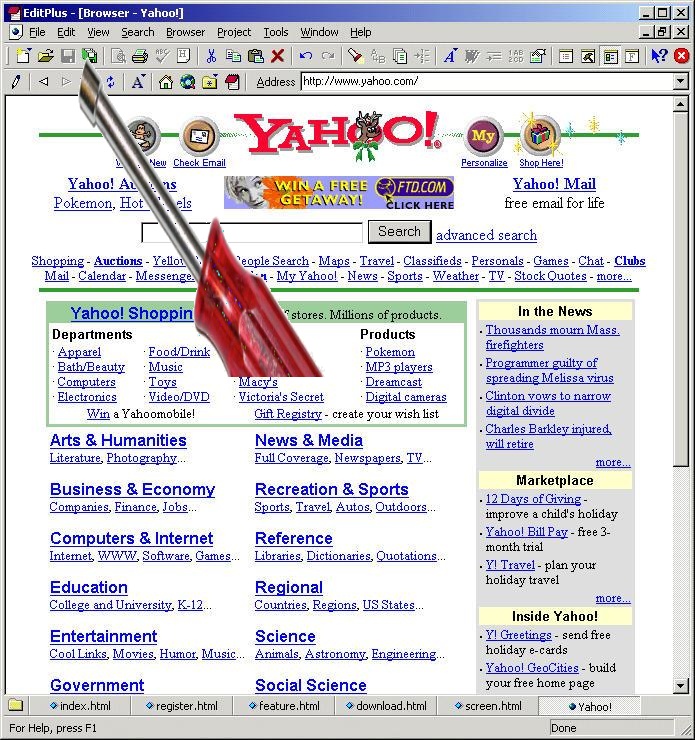 EditPlus - [Browser - Yahoo!]
File Edit View Search Browser Project Tools Window Help
Address http://www.yahoo.com/
YAHOO!
My
New Check Email Personalize Shop Here!
Yahoo! Yahoo! Mail
Pokemon, free email for life
WIN A FREE GETAWAY! FTD.COM CLICK HERE
Search advanced search
Shopping - Auctions - People Search - Maps - Travel - Classifieds - Personals - Games - Chat - Clubs
Mail - Calendar - - My Yahoo! - News - Sports - Weather - TV - Stock Quotes - more...
Yahoo! Shoppin of stores. Millions of products.
Departments Products
· Apparel · Food/Drink · Pokemon
· Bath/Beauty · Music · MP3 players
· Computers · Toys · Macy's · Dreamcast
· Electronics · Video/DVD · Victoria's Secret · Digital cameras
Win a Yahoomobile! Gift Registry - create your wish list
Arts & Humanities
Literature, Photography...
News & Media
Full Coverage, Newspapers, TV...
Business & Economy
Companies, Finance, Jobs...
Recreation & Sports
Sports, Travel, Autos, Outdoors...
Computers & Internet
Internet, WWW, Software, Games...
Reference
Libraries, Dictionaries, Quotations...
Education
College and University, K-12...
Regional
Countries, Regions, US States...
Entertainment
Cool Links, Movies, Humor, Music...
Science
Animals, Astronomy, Engineering...
Government
Social Science
In the News
· Thousands mourn Mass.
firefighters
· Programmer guilty of
spreading Melissa virus
· Clinton vows to narrow
digital divide
· Charles Barkley injured,
will retire
more...
Marketplace
· 12 Days of Giving -
improve a child's holiday
· Yahoo! Bill Pay - free 3-
month trial
· Y! Travel - plan your
holiday travel
more...
Inside Yahoo!
· Y! Greetings - send free
holiday e-cards
· Yahoo! GeoCities - build
your free home page
index.html register.html feature.html download.html screen.html Yahoo!
For Help, press F1 Done